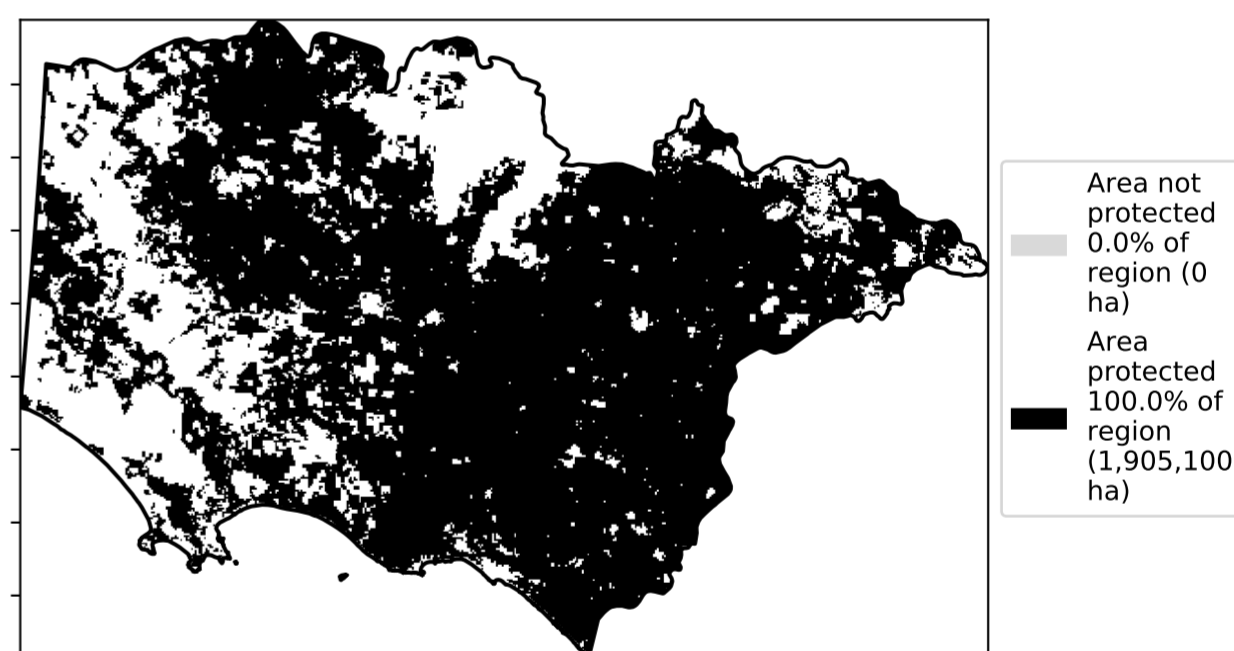 Area not
protected
0.0% of
region (0
ha)
Area
protected
100.0% of
region
(1,905,100
ha)